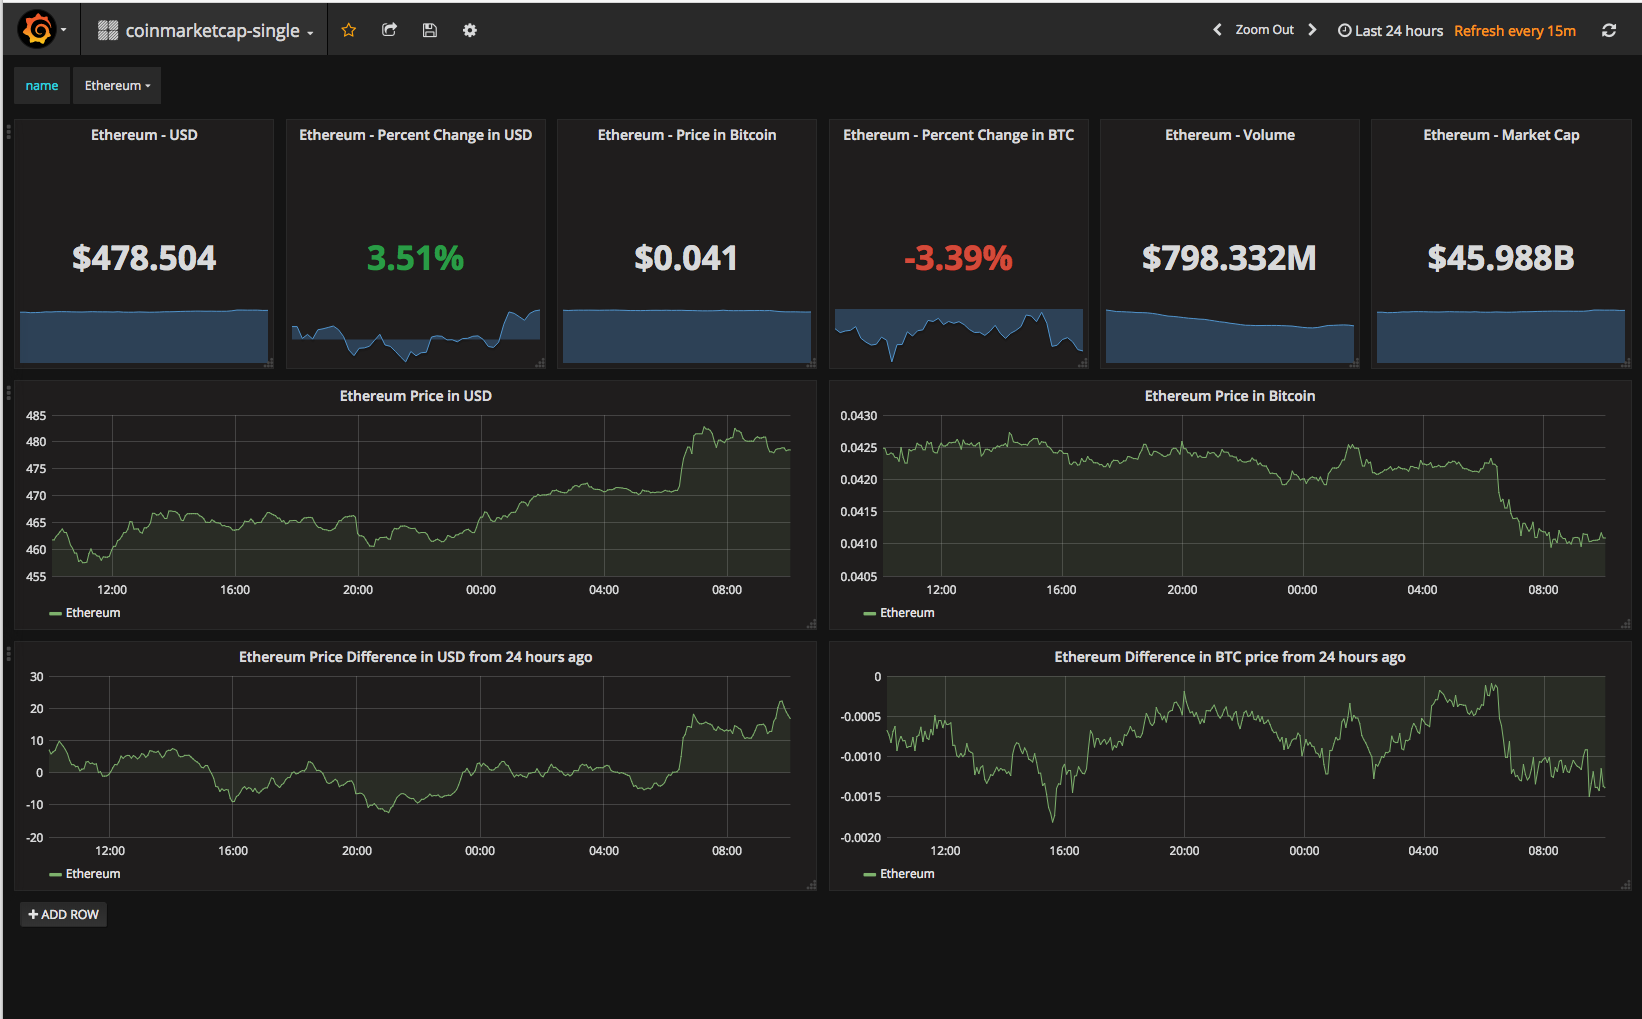 coinmarketcap-single
Zoom Out
Last 24 hours Refresh every 15m
name Ethereum
Ethereum - USD
$478.504
Ethereum - Percent Change in USD
3.51%
Ethereum - Price in Bitcoin
$0.041
Ethereum - Percent Change in BTC
-3.39%
Ethereum - Volume
$798.332M
Ethereum - Market Cap
$45.988B
Ethereum Price in USD
485
480
475
470
465
460
455
12:00 16:00 20:00 00:00 04:00 08:00
Ethereum
Ethereum Price in Bitcoin
0.0430
0.0425
0.0420
0.0415
0.0410
0.0405
12:00 16:00 20:00 00:00 04:00 08:00
Ethereum
Ethereum Price Difference in USD from 24 hours ago
30
20
10
0
-10
-20
12:00 16:00 20:00 00:00 04:00 08:00
Ethereum
Ethereum Difference in BTC price from 24 hours ago
0
-0.0005
-0.0010
-0.0015
-0.0020
12:00 16:00 20:00 00:00 04:00 08:00
Ethereum
+ ADD ROW